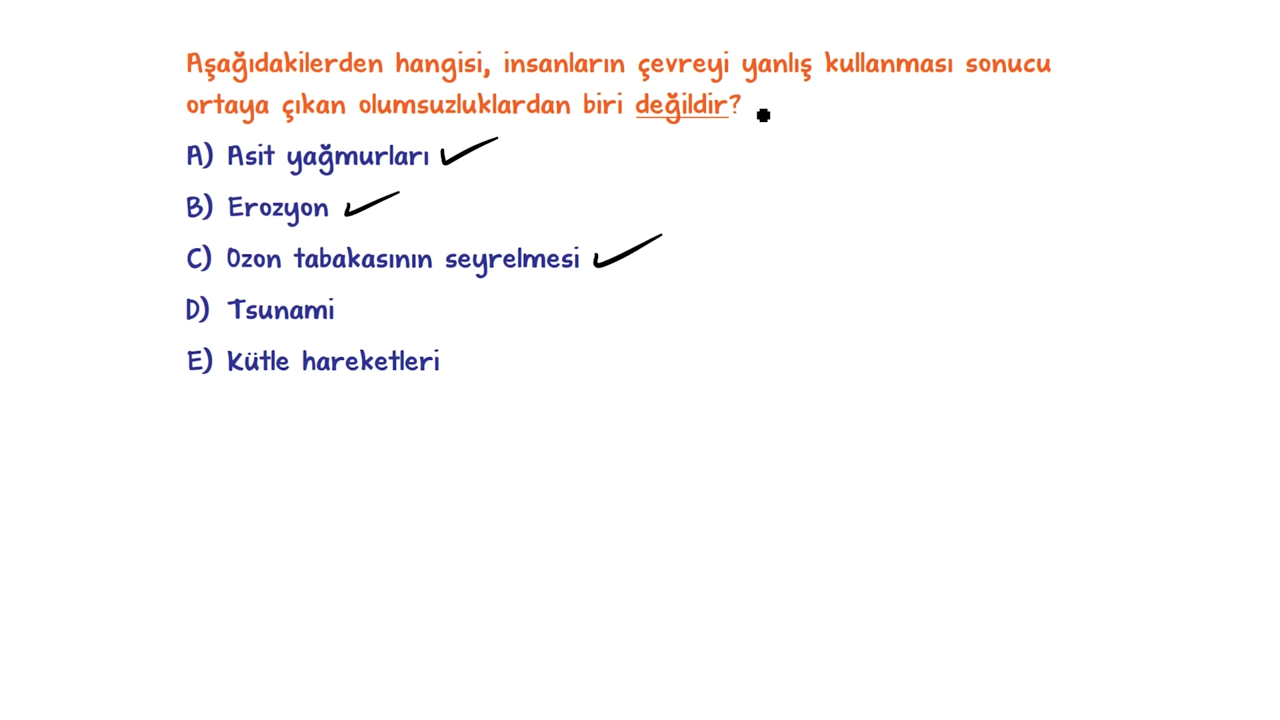 Aşağıdakilerden hangisi, insanların çevreyi yanlış kullanması sonucu
ortaya çıkan olumsuzluklardan biri değildir?
A) Asit yağmurları
B) Erozyon
C) Ozon tabakasının seyrelmesi
D) Tsunami
E) Kütle hareketleri